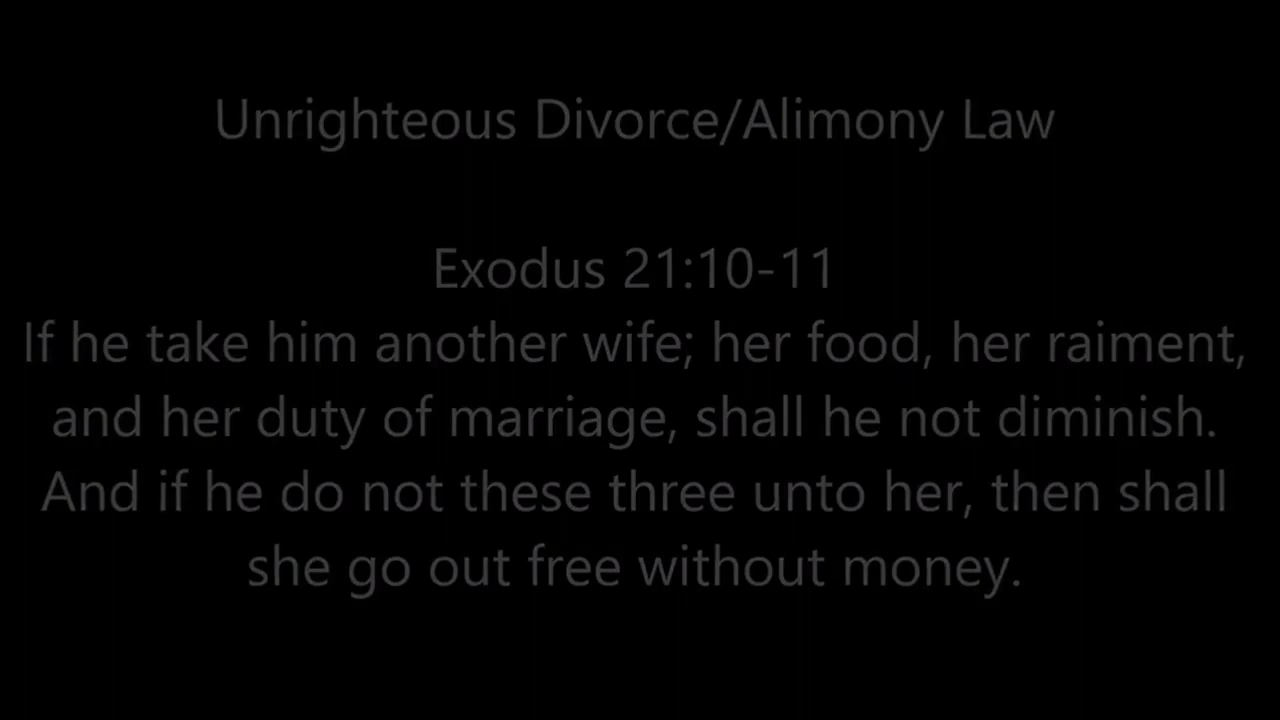 Unrighteous Divorce/Alimony Law
Exodus 21:10-11
If he take him another wife; her food, her raiment,
and her duty of marriage, shall he not diminish.
And if he do not these three unto her, then shall
she go out free without money.